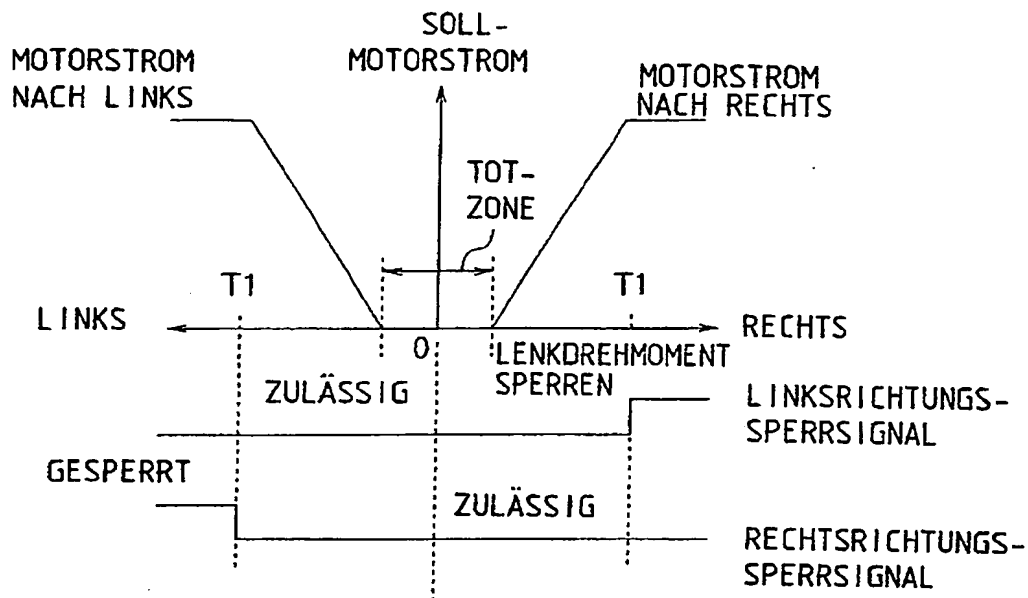 SOLL-
MOTORSTROM
MOTORSTROM
NACH LINKS
MOTORSTROM
NACH RECHTS
TOT-
ZONE
T1
T1
LINKS
RECHTS
0
LENKDREHMOMENT
SPERREN
ZULÄSSIG
LINKSRICHTUNGS-
SPERRSIGNAL
GESPERRT
ZULÄSSIG
RECHTSRICHTUNGS-
SPERRSIGNAL